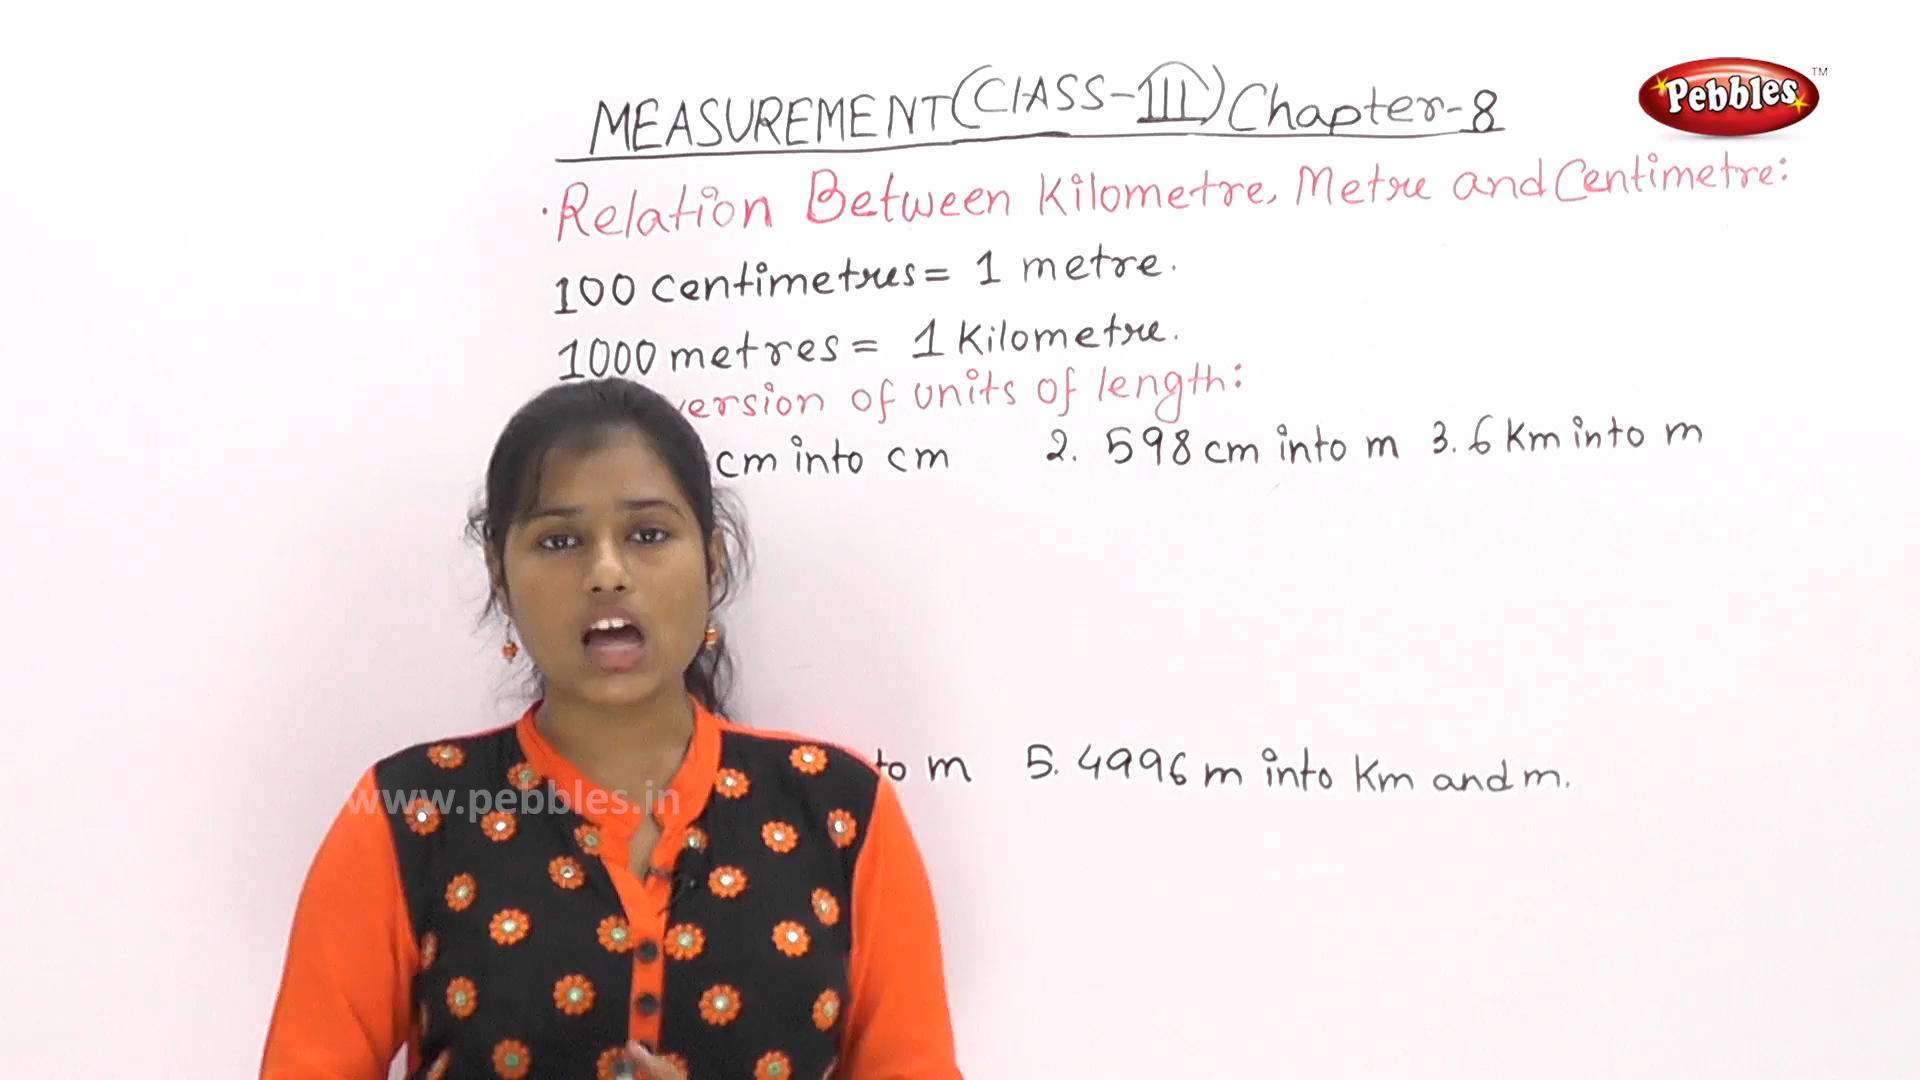 MEASUREMENT (ClASS-III) Chapter-8
Pebbles TM
• Relation Between Kilometre, Metre and Centimetre:
100 centimetres = 1 metre.
1000 metres = 1 Kilometre.
version of units of length:
cm into cm 2. 598 cm into m 3. 6 Km into m
to m 5. 4996 m into Km and m.
www.pebbles.in